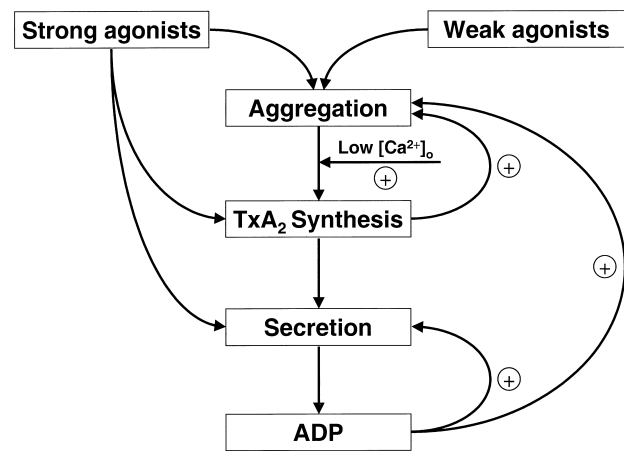 Strong agonists
Weak agonists
Aggregation
Low [Ca²⁺]ₒ
+
+
TxA₂ Synthesis
+
Secretion
+
ADP